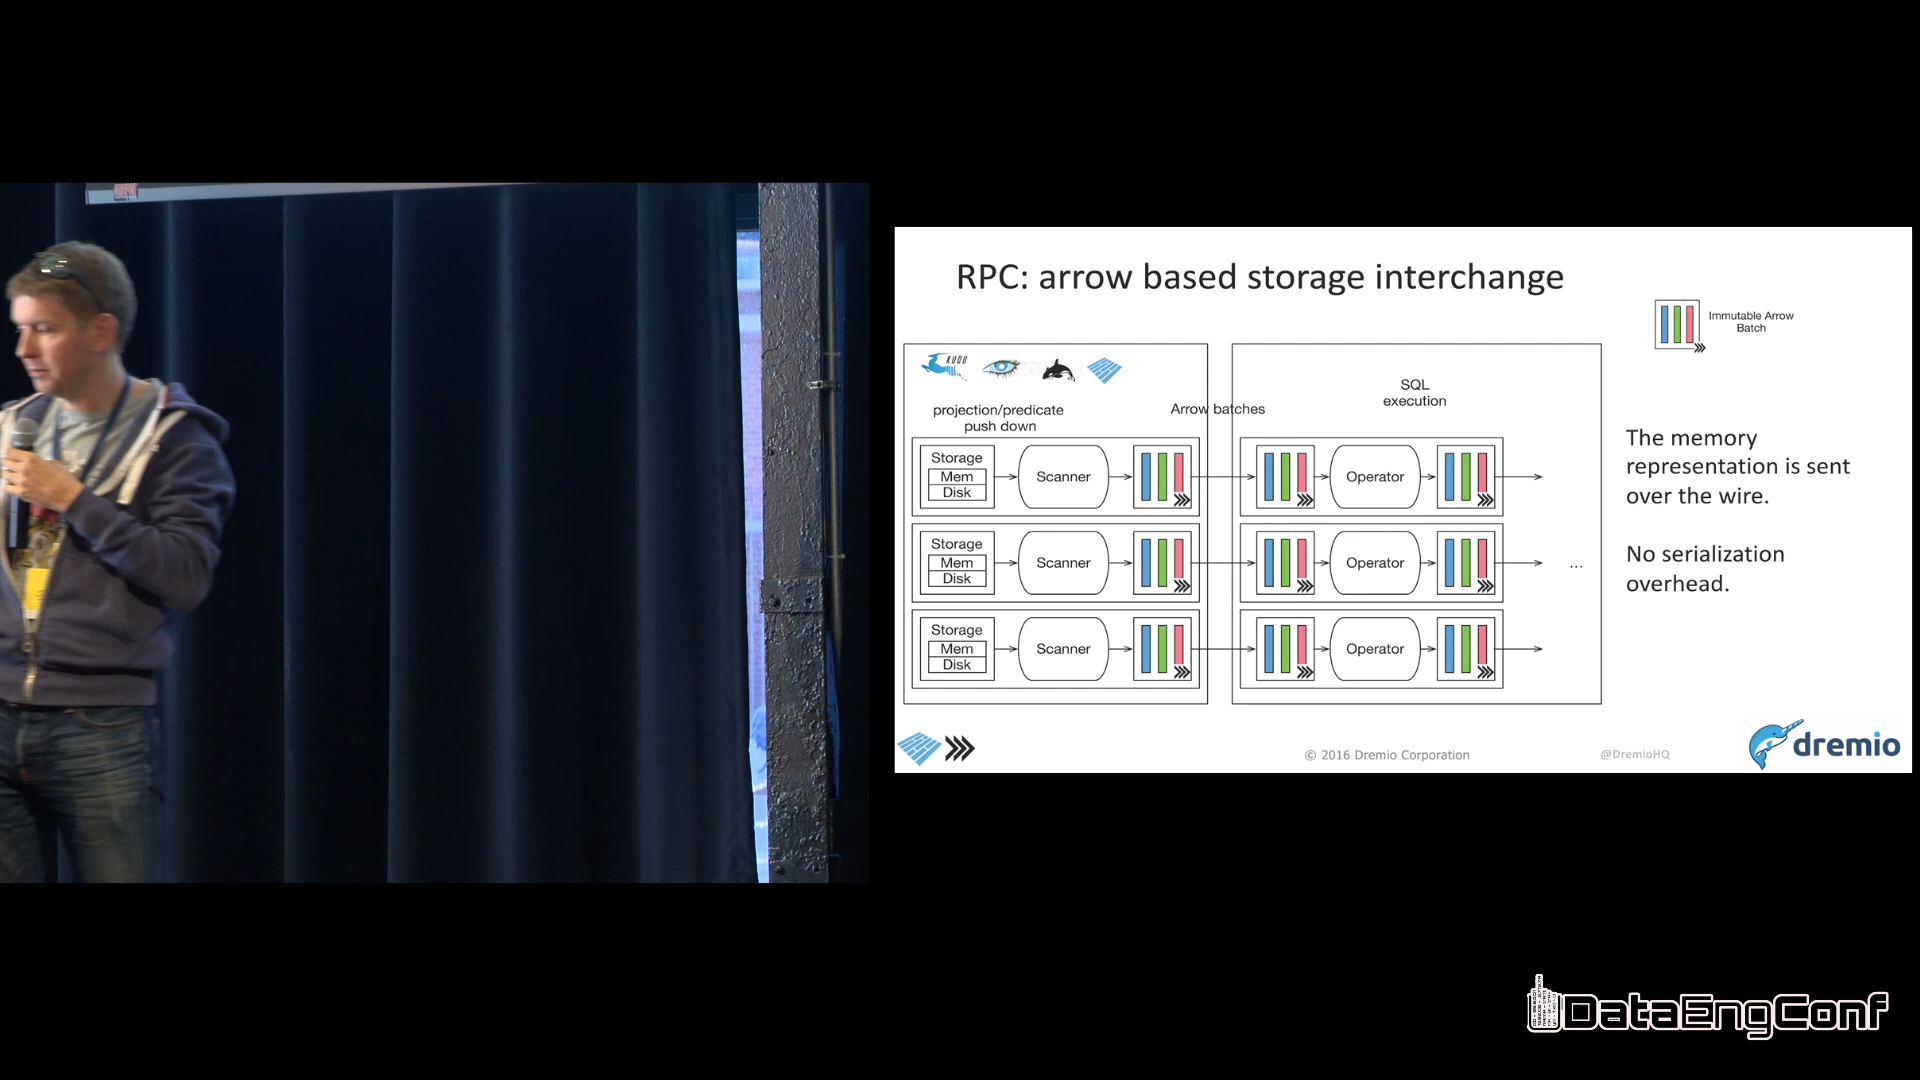 RPC: arrow based storage interchange
Immutable Arrow
Batch
KUDU
projection/predicate
push down
Arrow batches
SQL
execution
Storage
Mem
Disk
Scanner
Operator
Storage
Mem
Disk
Scanner
Operator
...
Storage
Mem
Disk
Scanner
Operator
The memory
representation is sent
over the wire.
No serialization
overhead.
© 2016 Dremio Corporation
@DremioHQ
dremio
DataEngConf